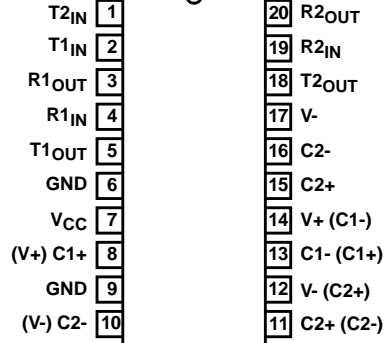 T2IN 1
T1IN 2
R1OUT 3
R1IN 4
T1OUT 5
GND 6
VCC 7
(V+) C1+ 8
GND 9
(V-) C2- 10
20 R2OUT
19 R2IN
18 T2OUT
17 V-
16 C2-
15 C2+
14 V+ (C1-)
13 C1- (C1+)
12 V- (C2+)
11 C2+ (C2-)